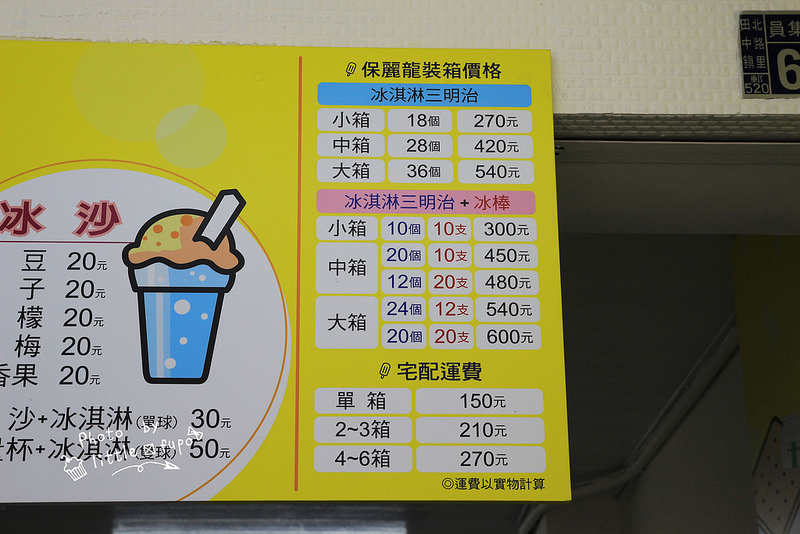 冰沙
豆 20元
子 20元
檬 20元
梅 20元
香果 20元
沙+冰淇淋(單球) 30元
杯+冰淇淋(雙球) 50元
保麗龍裝箱價格
冰淇淋三明治
小箱 18個 270元
中箱 28個 420元
大箱 36個 540元
冰淇淋三明治+冰棒
小箱 10個 10支 300元
中箱 20個 10支 450元
12個 20支 480元
大箱 24個 12支 540元
20個 20支 600元
宅配運費
單箱 150元
2~3箱 210元
4~6箱 270元
◎運費以實物計算
田北
中路
鎮里
郵
520
員集
6
Photo by